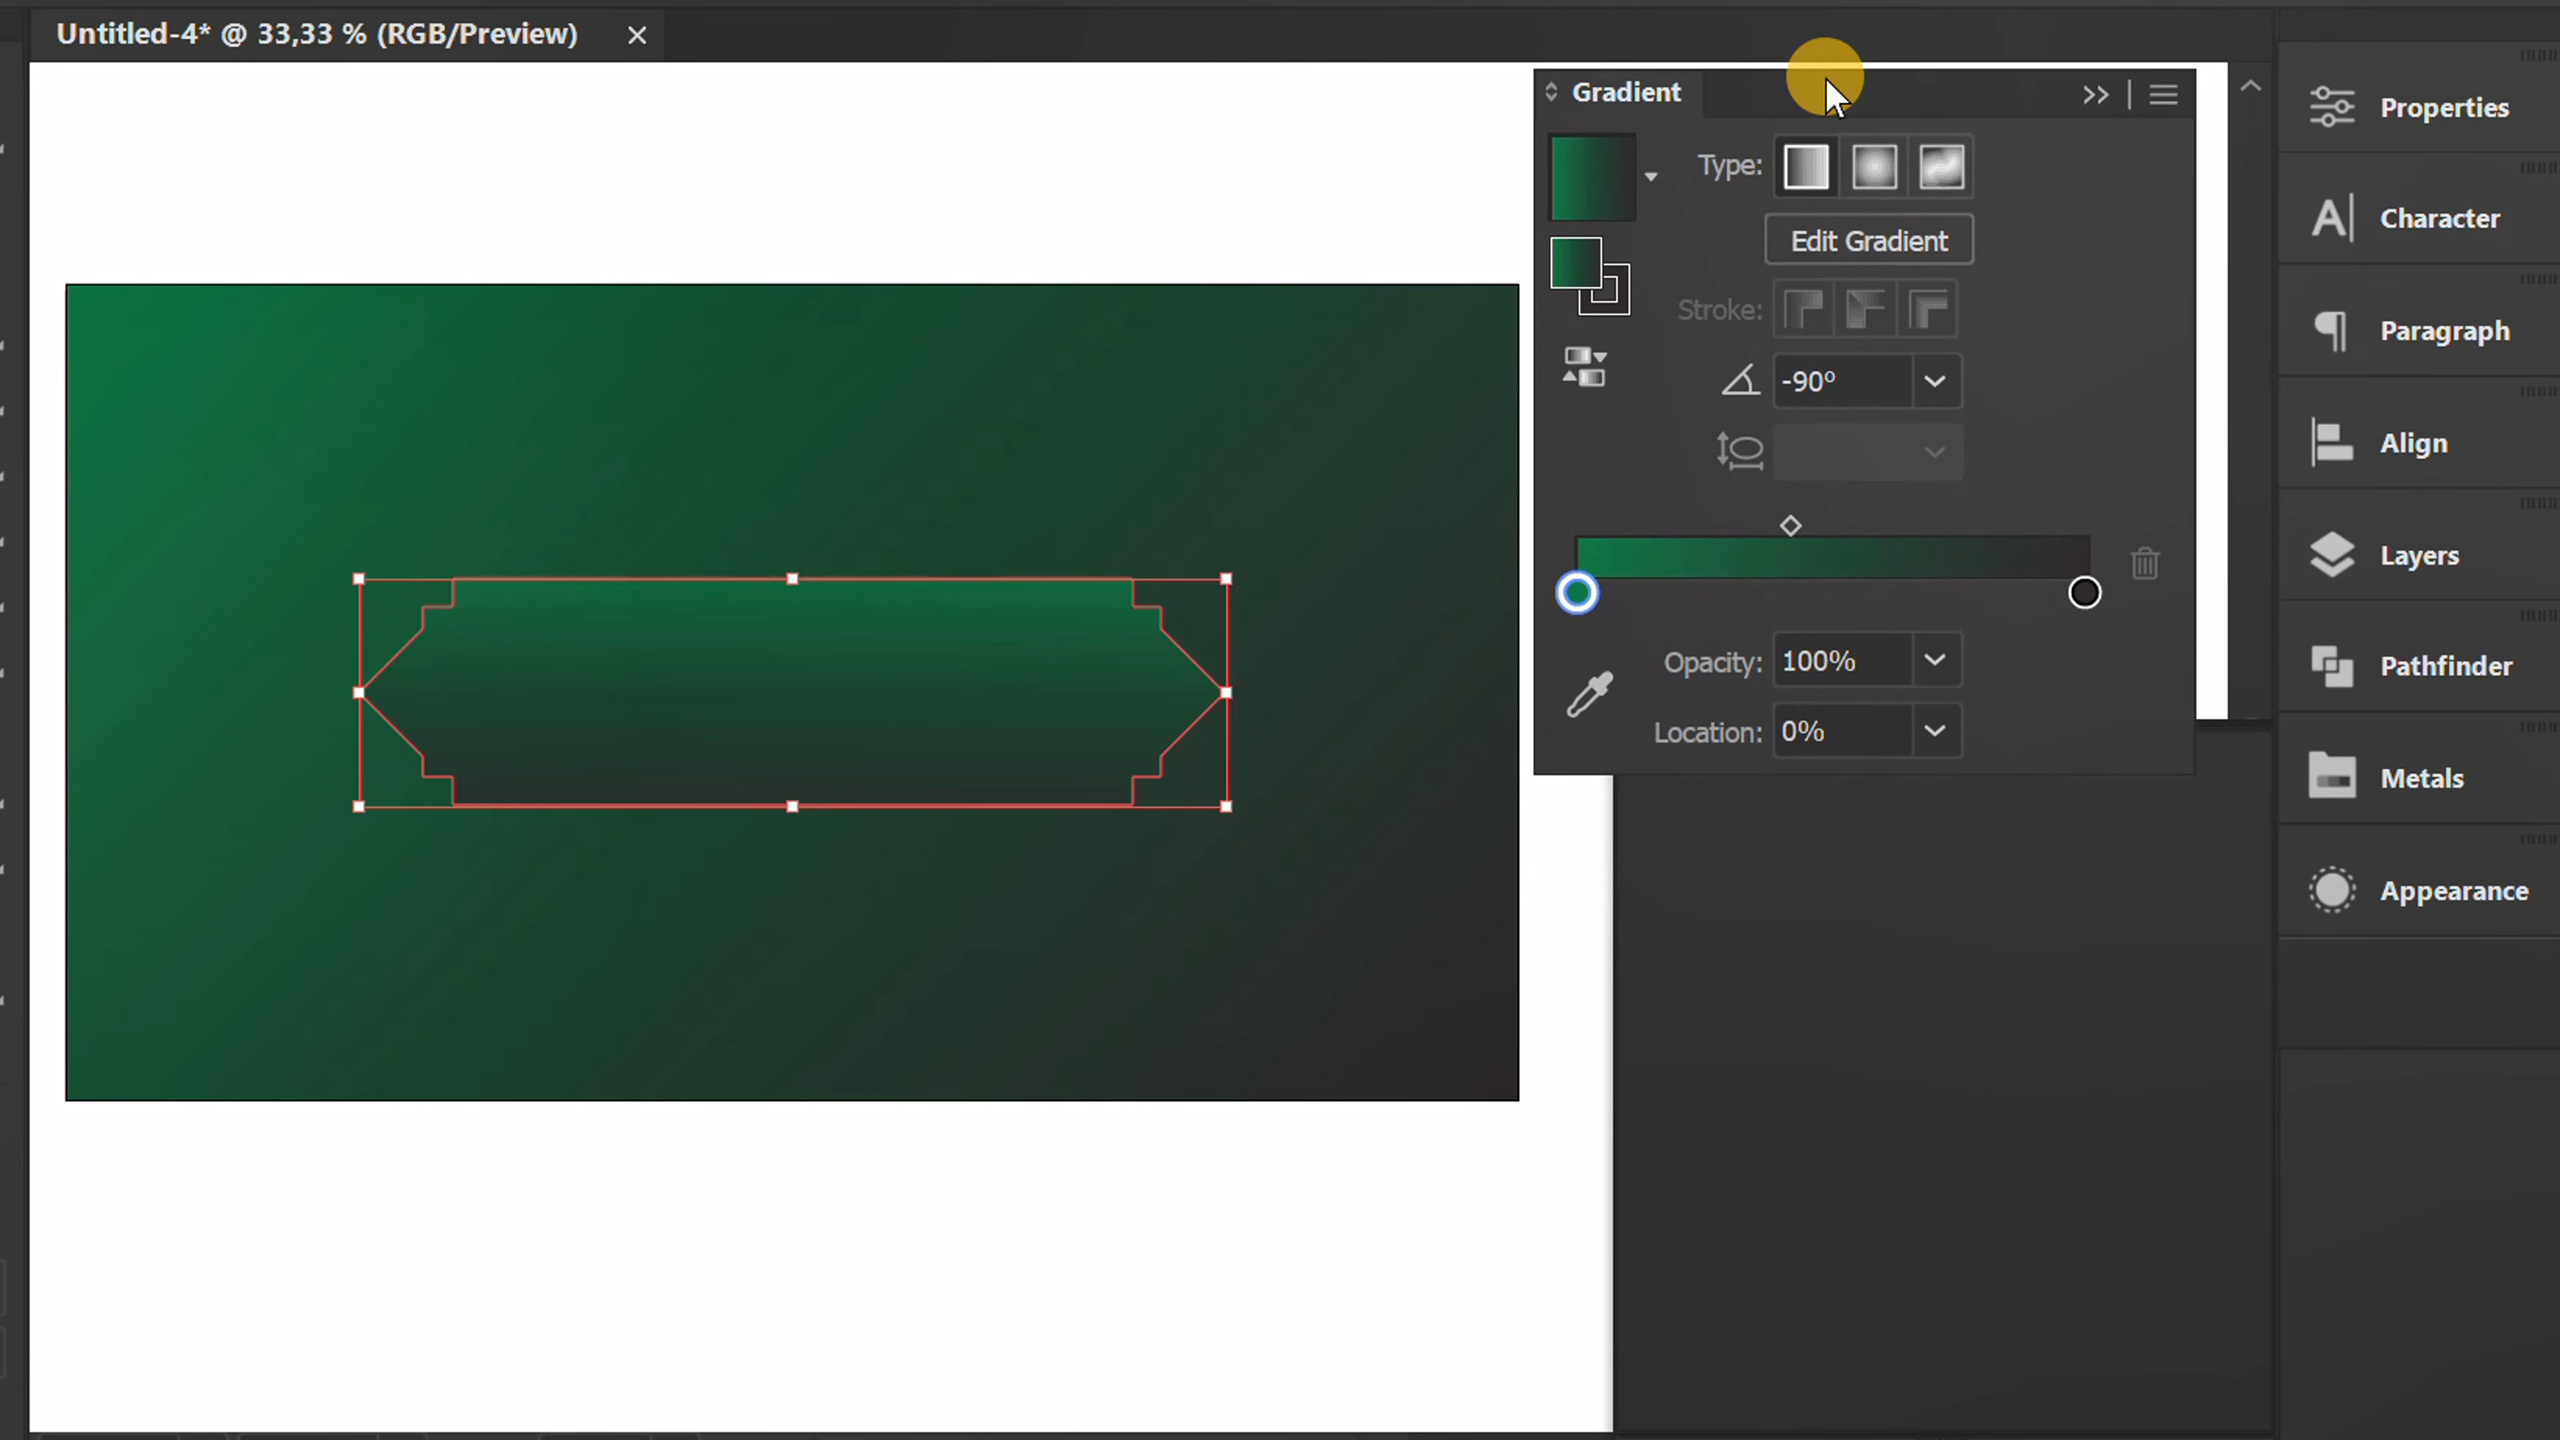 Untitled-4* @ 33,33 % (RGB/Preview)
Gradient
Type:
Edit Gradient
Stroke:
-90°
Opacity: 100%
Location: 0%
Properties
Character
Paragraph
Align
Layers
Pathfinder
Metals
Appearance